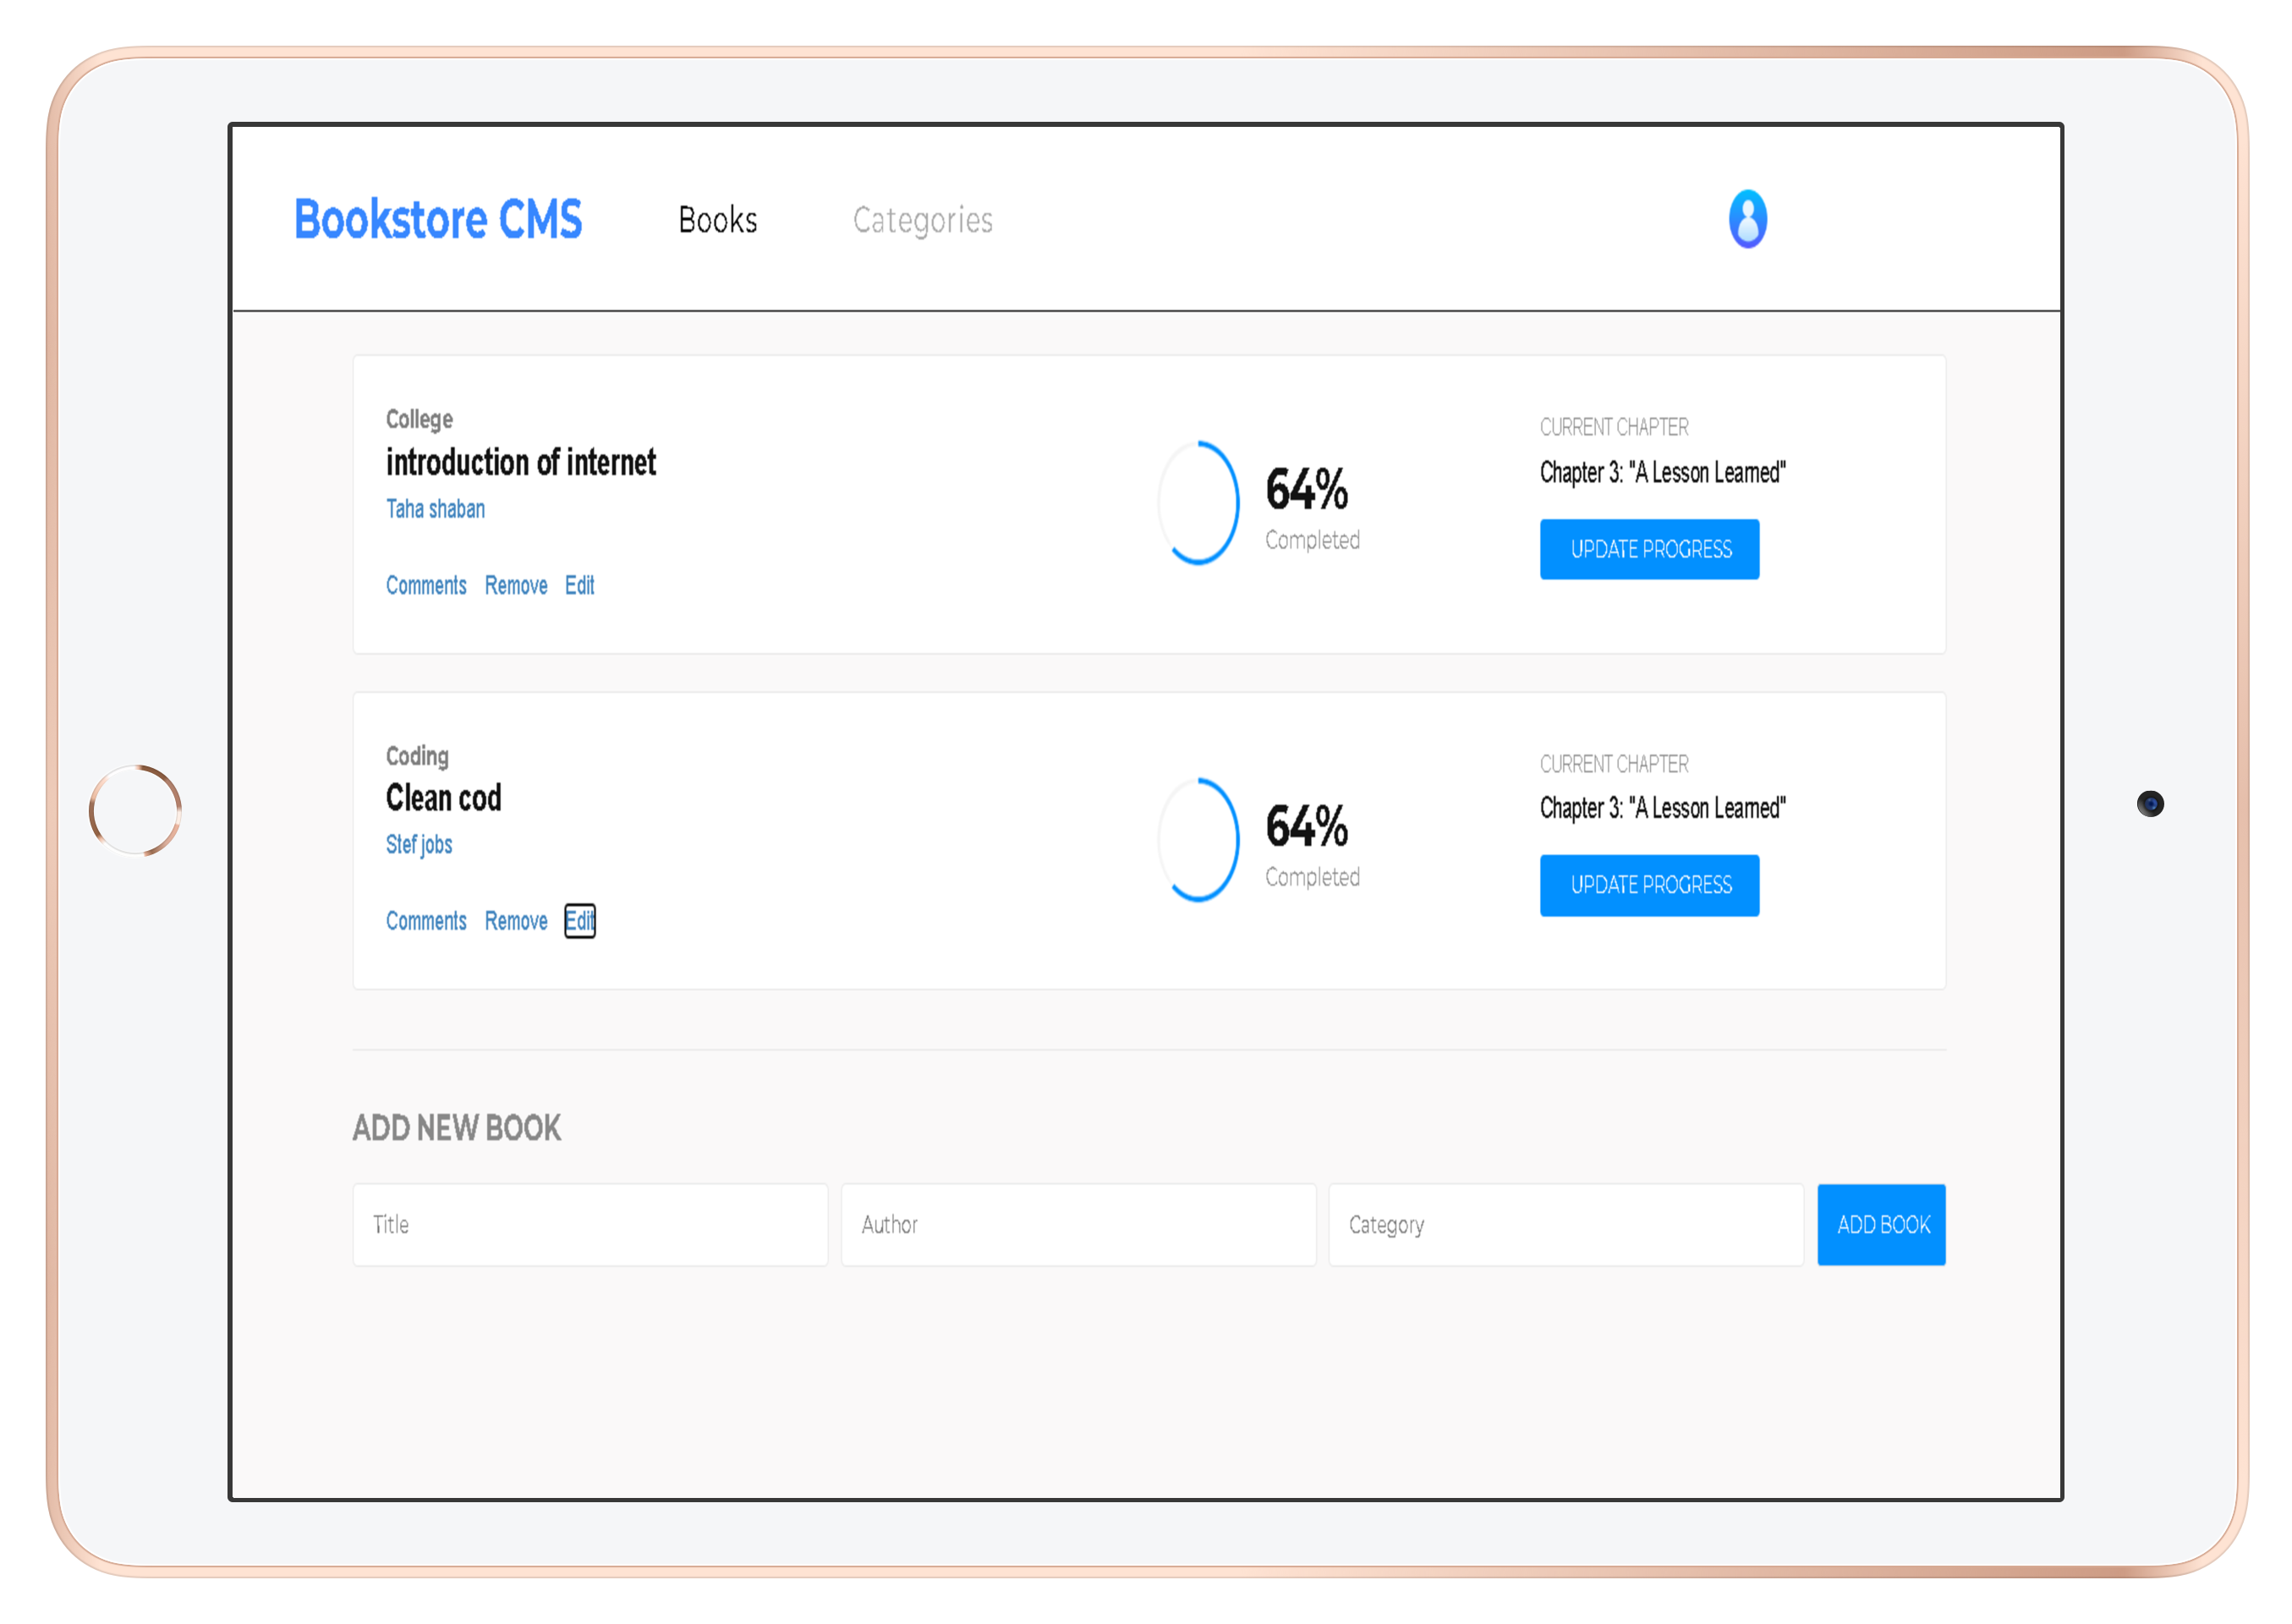 Bookstore CMS Books Categories
College
introduction of internet
Taha shaban
Comments Remove Edit
64%
Completed
CURRENT CHAPTER
Chapter 3: "A Lesson Learned"
UPDATE PROGRESS
Coding
Clean cod
Stef jobs
Comments Remove Edit
64%
Completed
CURRENT CHAPTER
Chapter 3: "A Lesson Learned"
UPDATE PROGRESS
ADD NEW BOOK
Title Author Category ADD BOOK